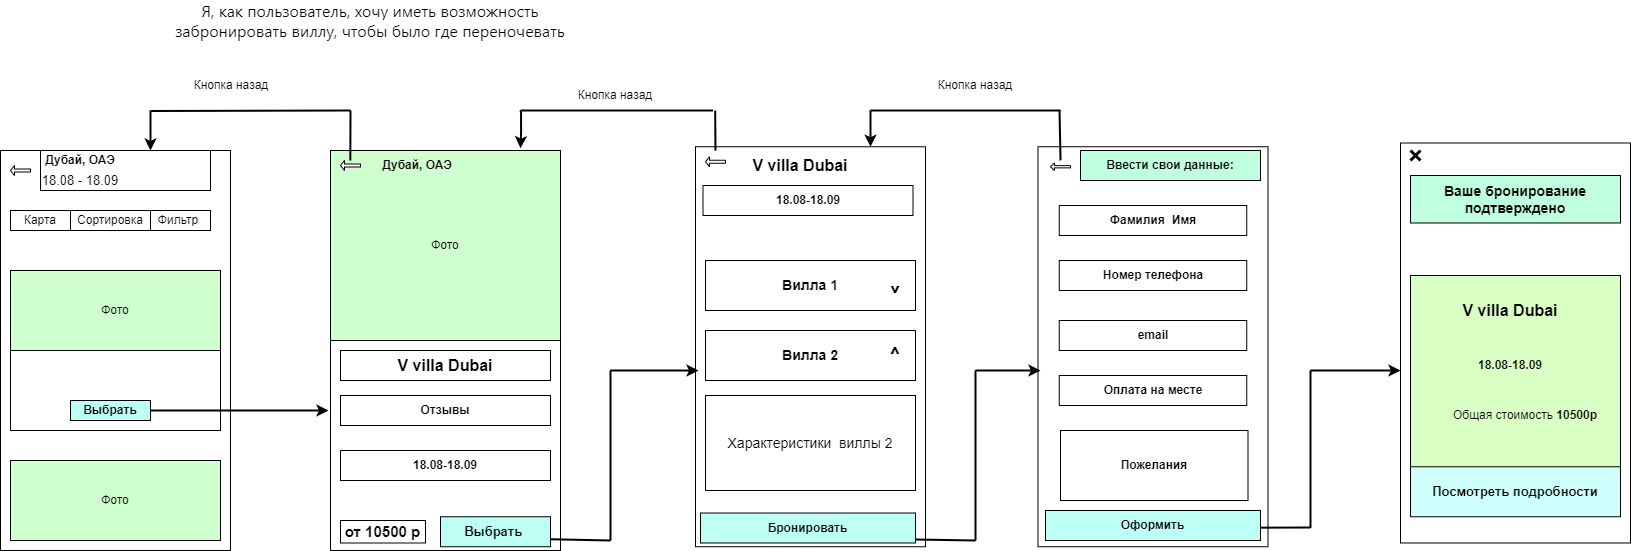 Я, как пользователь, хочу иметь возможность
забронировать виллу, чтобы было где переночевать
Кнопка назад
Кнопка назад
Кнопка назад
Дубай, ОАЭ
18.08 - 18.09
Карта
Сортировка
Фильтр
Фото
Выбрать
Фото
Дубай, ОАЭ
Фото
V villa Dubai
Отзывы
18.08-18.09
от 10500 р
Выбрать
V villa Dubai
18.08-18.09
Вилла 1
Вилла 2
Характеристики виллы 2
Бронировать
Ввести свои данные:
Фамилия Имя
Номер телефона
email
Оплата на месте
Пожелания
Оформить
Ваше бронирование
подтверждено
V villa Dubai
18.08-18.09
Общая стоимость 10500р
Посмотреть подробности